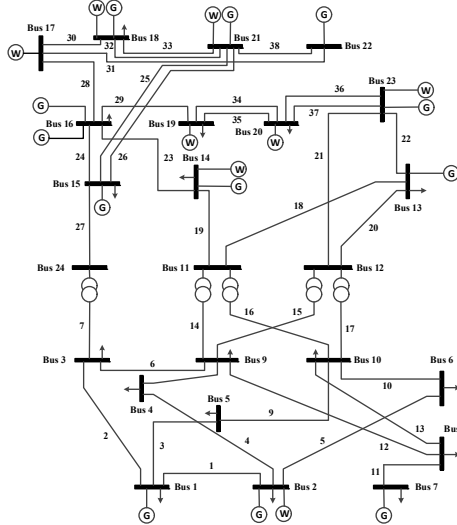 W G W G G
Bus 17 30 Bus 18 Bus 21
32 33 38 Bus 22
W
31 25
28 Bus 23
36 W
G 29 34 37 G
Bus 16 35
G Bus 19 Bus 20
W W 22
24 26 23 Bus 14 21
W G
Bus 15 G
G 18 Bus 13
27 19 20
Bus 24 Bus 11 Bus 12
16 15
7 14 17
Bus 3 Bus 9 Bus 10 Bus 6
6
10
Bus 4 Bus 5
9 13
2 3 4 5 12 Bus
1 11
Bus 1 Bus 2 Bus 7
G G W G